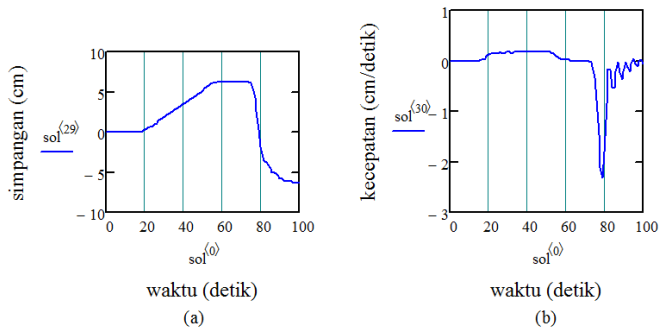 simpangan (cm)
sol⟨29⟩
10
5
0
− 5
− 10
0 20 40 60 80 100
sol⟨0⟩
waktu (detik)
(a)
kecepatan (cm/detik)
sol⟨30⟩
1
0
− 1
− 2
− 3
0 20 40 60 80 100
sol⟨0⟩
waktu (detik)
(b)